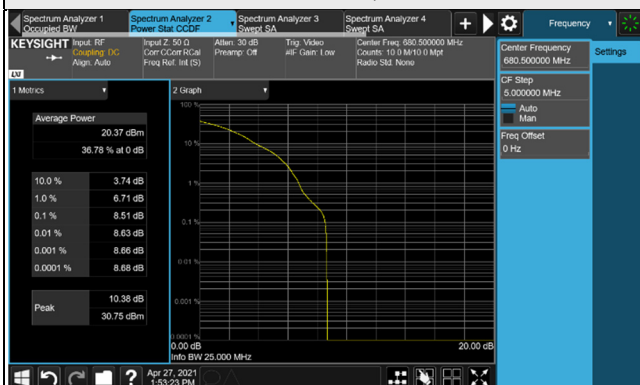 Spectrum Analyzer 1
Occupied BW
Spectrum Analyzer 2
Power Stat CCDF
Spectrum Analyzer 3
Swept SA
Spectrum Analyzer 4
Swept SA
Frequency
KEYSIGHT
Input: RF
Coupling: DC
Align: Auto
Input Z: 50 Ω
Corr CCorr RCal
Freq Ref: Int (S)
Atten: 30 dB
Preamp: Off
Trig: Video
#IF Gain: Low
Center Freq: 680.500000 MHz
Counts: 10.0 M/10.0 Mpt
Radio Std: None
LXI
Center Frequency
680.500000 MHz
Settings
CF Step
5.000000 MHz
Auto
Man
Freq Offset
0 Hz
1 Metrics
2 Graph
Average Power
20.37 dBm
36.78 % at 0 dB
10.0 % 3.74 dB
1.0 % 6.71 dB
0.1 % 8.51 dB
0.01 % 8.63 dB
0.001 % 8.66 dB
0.0001 % 8.68 dB
Peak
10.38 dB
30.75 dBm
100 %
10 %
1 %
0.1 %
0.01 %
0.001 %
0.0001 %
0.00 dB
20.00 dB
Info BW 25.000 MHz
?
Apr 27, 2021
1:53:23 PM